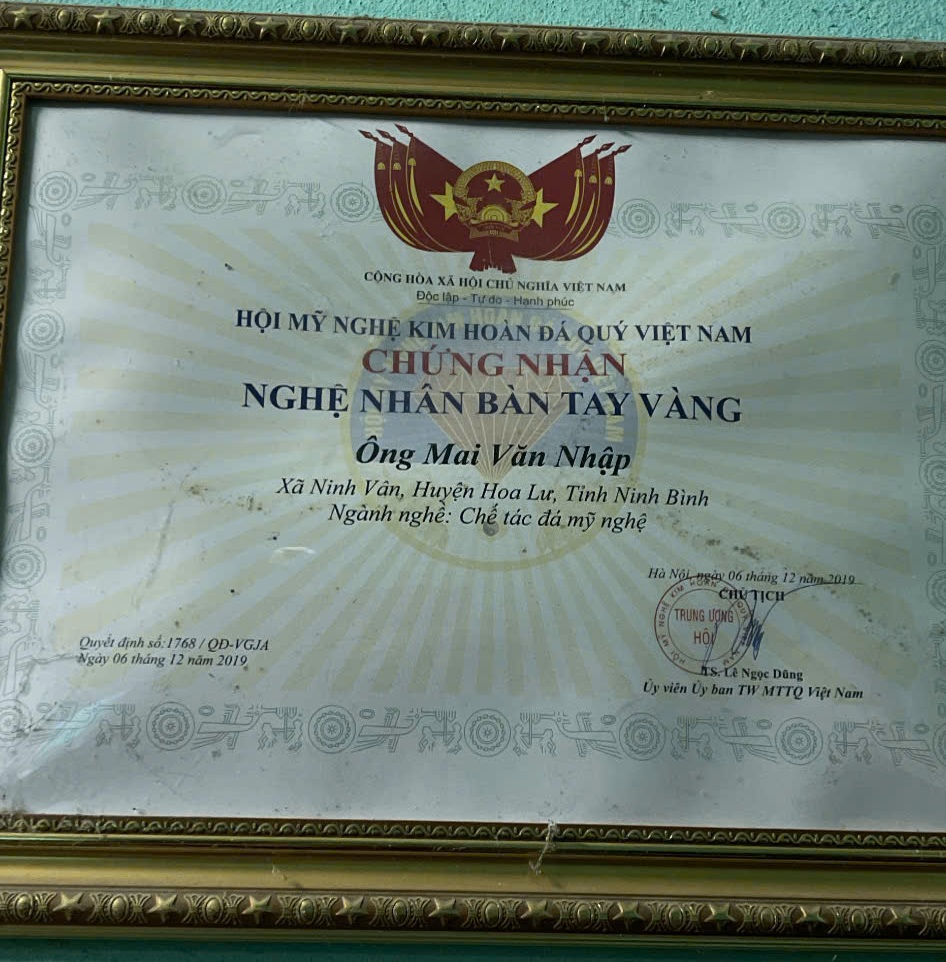 CỘNG HÒA XÃ HỘI CHỦ NGHĨA VIỆT NAM
Độc lập - Tự do - Hạnh phúc
HỘI MỸ NGHỆ KIM HOÀN ĐÁ QUÝ VIỆT NAM
CHỨNG NHẬN
NGHỆ NHÂN BÀN TAY VÀNG
Ông Mai Văn Nhập
Xã Ninh Vân, Huyện Hoa Lư, Tỉnh Ninh Bình
Ngành nghề: Chế tác đá mỹ nghệ
Hà Nội, ngày 06 tháng 12 năm 2019
CHỦ TỊCH
TRUNG ƯƠNG
HỘI
TS. Lê Ngọc Dũng
Ủy viên Ủy ban TW MTTQ Việt Nam
Quyết định số:1768 / QĐ-VGJA
Ngày 06 tháng 12 năm 2019